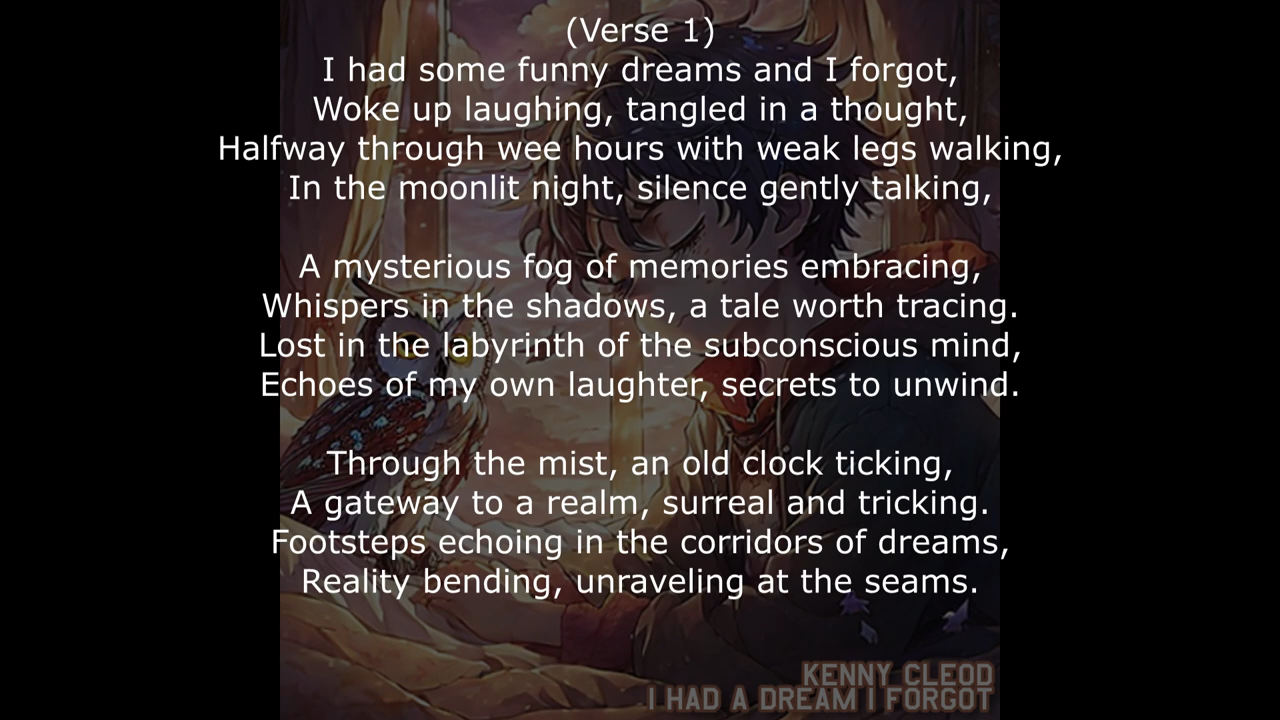 (Verse 1)
I had some funny dreams and I forgot,
Woke up laughing, tangled in a thought,
Halfway through wee hours with weak legs walking,
In the moonlit night, silence gently talking,
A mysterious fog of memories embracing,
Whispers in the shadows, a tale worth tracing.
Lost in the labyrinth of the subconscious mind,
Echoes of my own laughter, secrets to unwind.
Through the mist, an old clock ticking,
A gateway to a realm, surreal and tricking.
Footsteps echoing in the corridors of dreams,
Reality bending, unraveling at the seams.
KENNY CLEOD
I HAD A DREAM I FORGOT